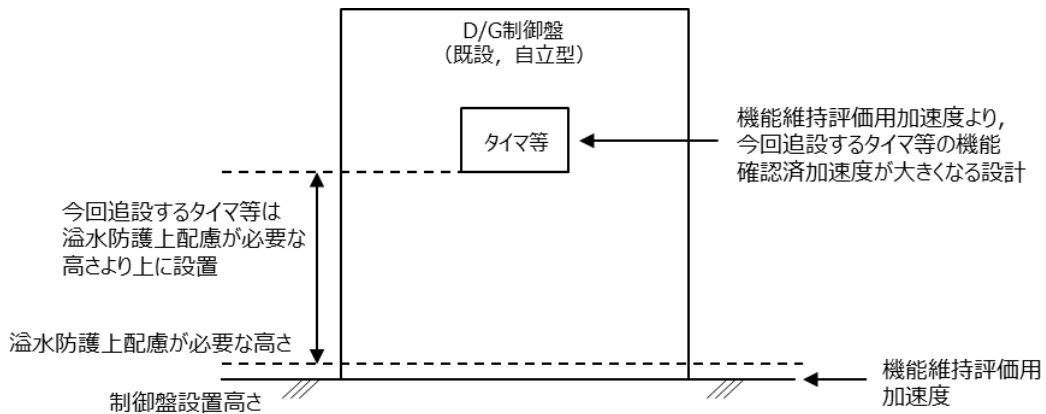 D/G制御盤
（既設，自立型）
タイマ等
機能維持評価用加速度より，
今回追設するタイマ等の機能
確認済加速度が大きくなる設計
今回追設するタイマ等は
溢水防護上配慮が必要な
高さより上に設置
溢水防護上配慮が必要な高さ
制御盤設置高さ
機能維持評価用
加速度